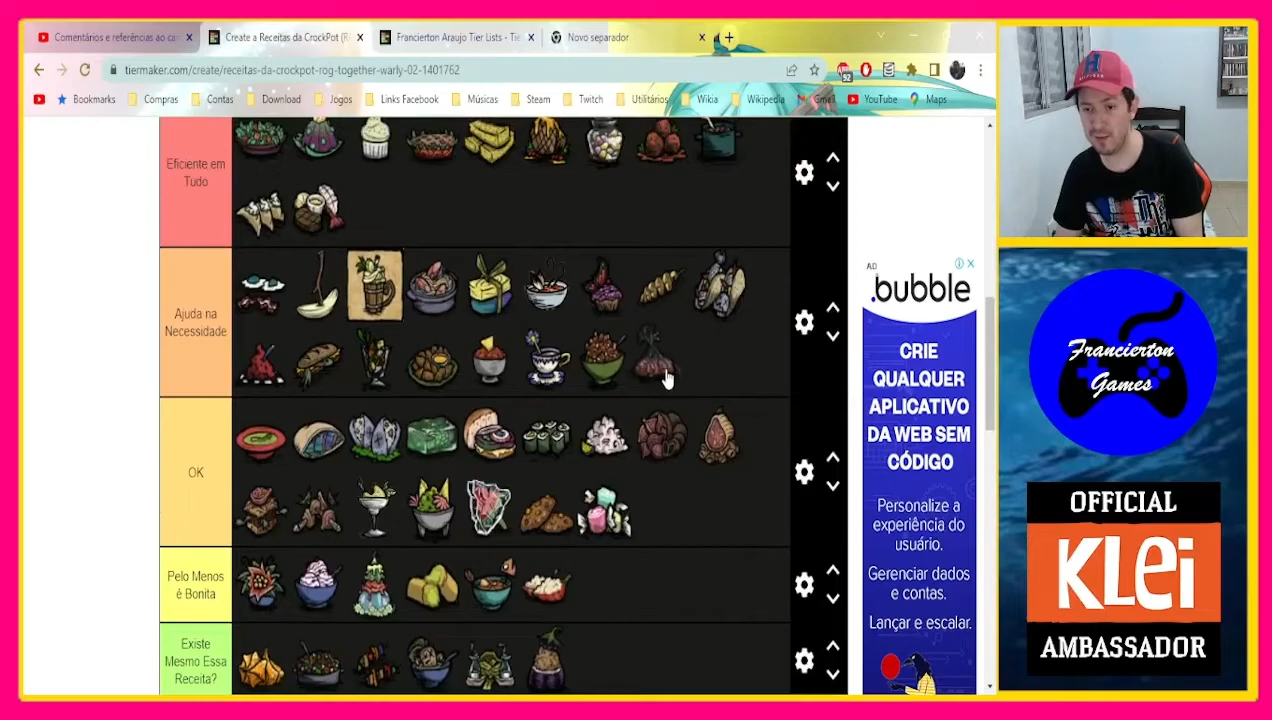 Comentários e referências ao can
Create a Receitas da CrockPot (R
Francierton Araujo Tier Lists - Tie
Novo separador
tiermaker.com/create/receitas-da-crockpot-rog-together-warly-02-1401762
92
Bookmarks
Compras
Contas
Download
Jogos
Links Facebook
Músicas
Steam
Twitch
Utilitários
Wikia
Wikipedia
Gmail
YouTube
Maps
Eficiente em
Tudo
Ajuda na
Necessidade
OK
Pelo Menos
é Bonita
Existe
Mesmo Essa
Receita?
AD
.bubble
CRIE
QUALQUER
APLICATIVO
DA WEB SEM
CÓDIGO
Personalize a
experiência do
usuário.
Gerencie dados
e contas.
Lançar e escalar.
Francierton
Games
OFFICIAL
KLei
AMBASSADOR